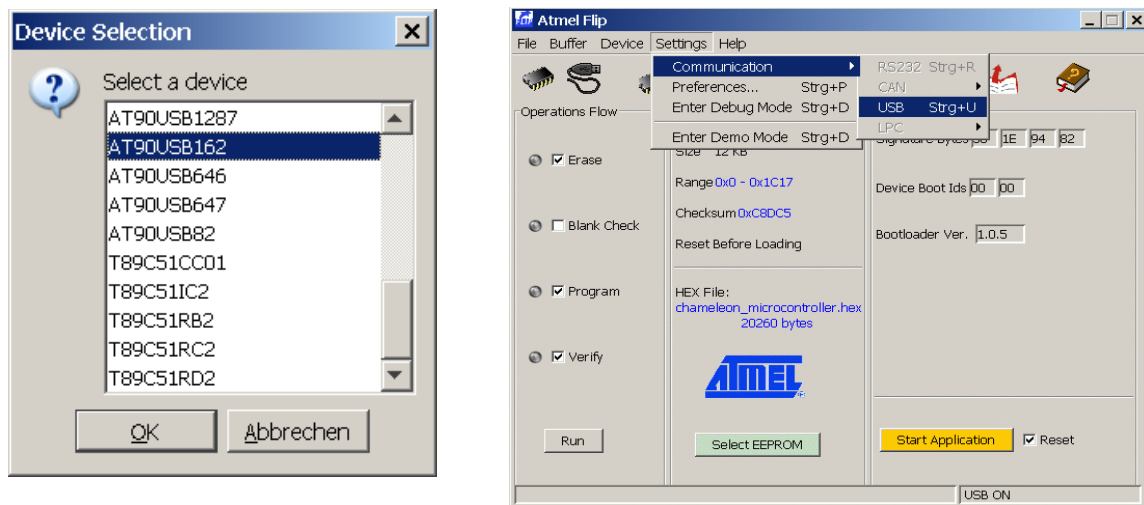 Device Selection
Select a device
AT90USB1287
AT90USB162
AT90USB646
AT90USB647
AT90USB82
T89C51CC01
T89C51IC2
T89C51RB2
T89C51RC2
T89C51RD2
OK
Abbrechen
Atmel Flip
File Buffer Device Settings Help
Communication
Preferences... Strg+P
Enter Debug Mode Strg+D
Enter Demo Mode Strg+D
RS232 Strg+R
CAN
USB Strg+U
LPC
Operations Flow
Erase
Blank Check
Program
Verify
Run
Size 12 KB
Range 0x0 - 0x1C17
Checksum 0xC8DC5
Reset Before Loading
HEX File:
chameleon_microcontroller.hex
20260 bytes
ATMEL
Select EEPROM
Signature Bytes 1E 94 82
Device Boot Ids 00 00
Bootloader Ver. 1.0.5
Start Application Reset
USB ON